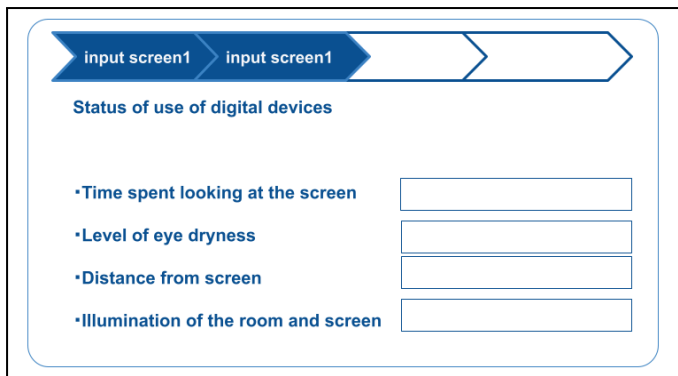 input screen1 input screen1
Status of use of digital devices
・Time spent looking at the screen
・Level of eye dryness
・Distance from screen
・Illumination of the room and screen